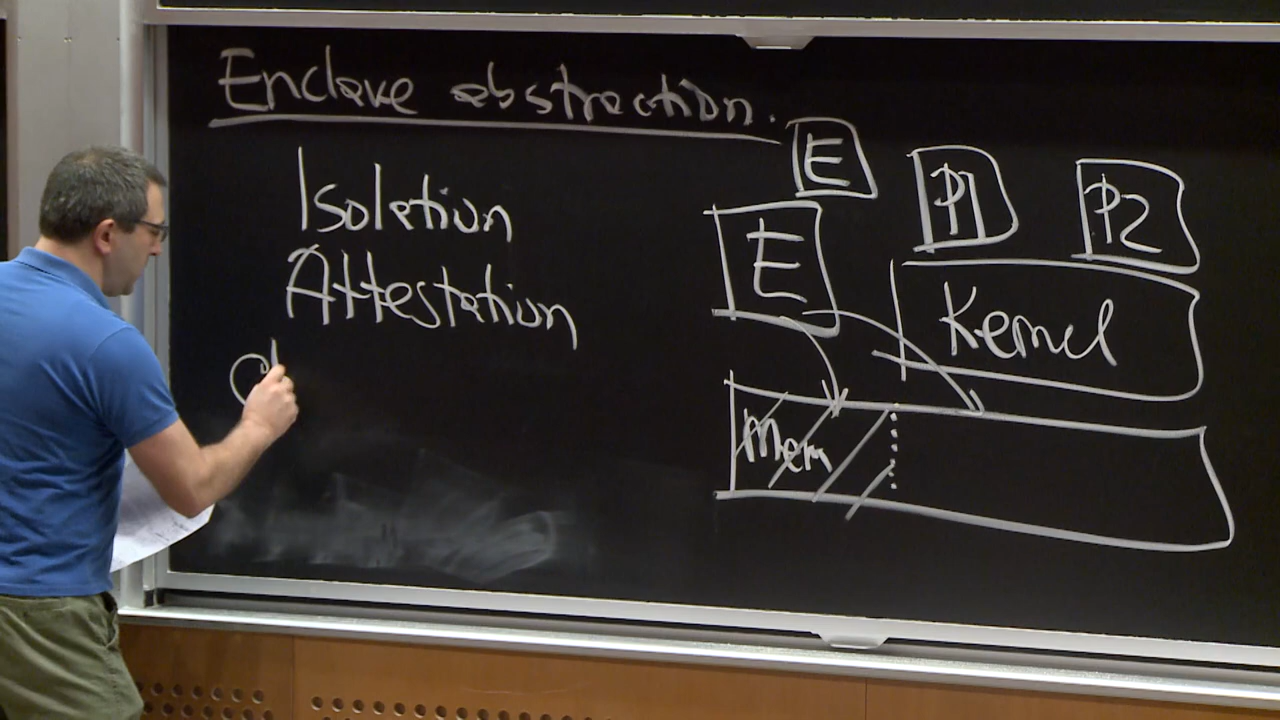 Enclave abstraction.
Isolation
Attestation
E
E
P1
P2
Kernel
Mem